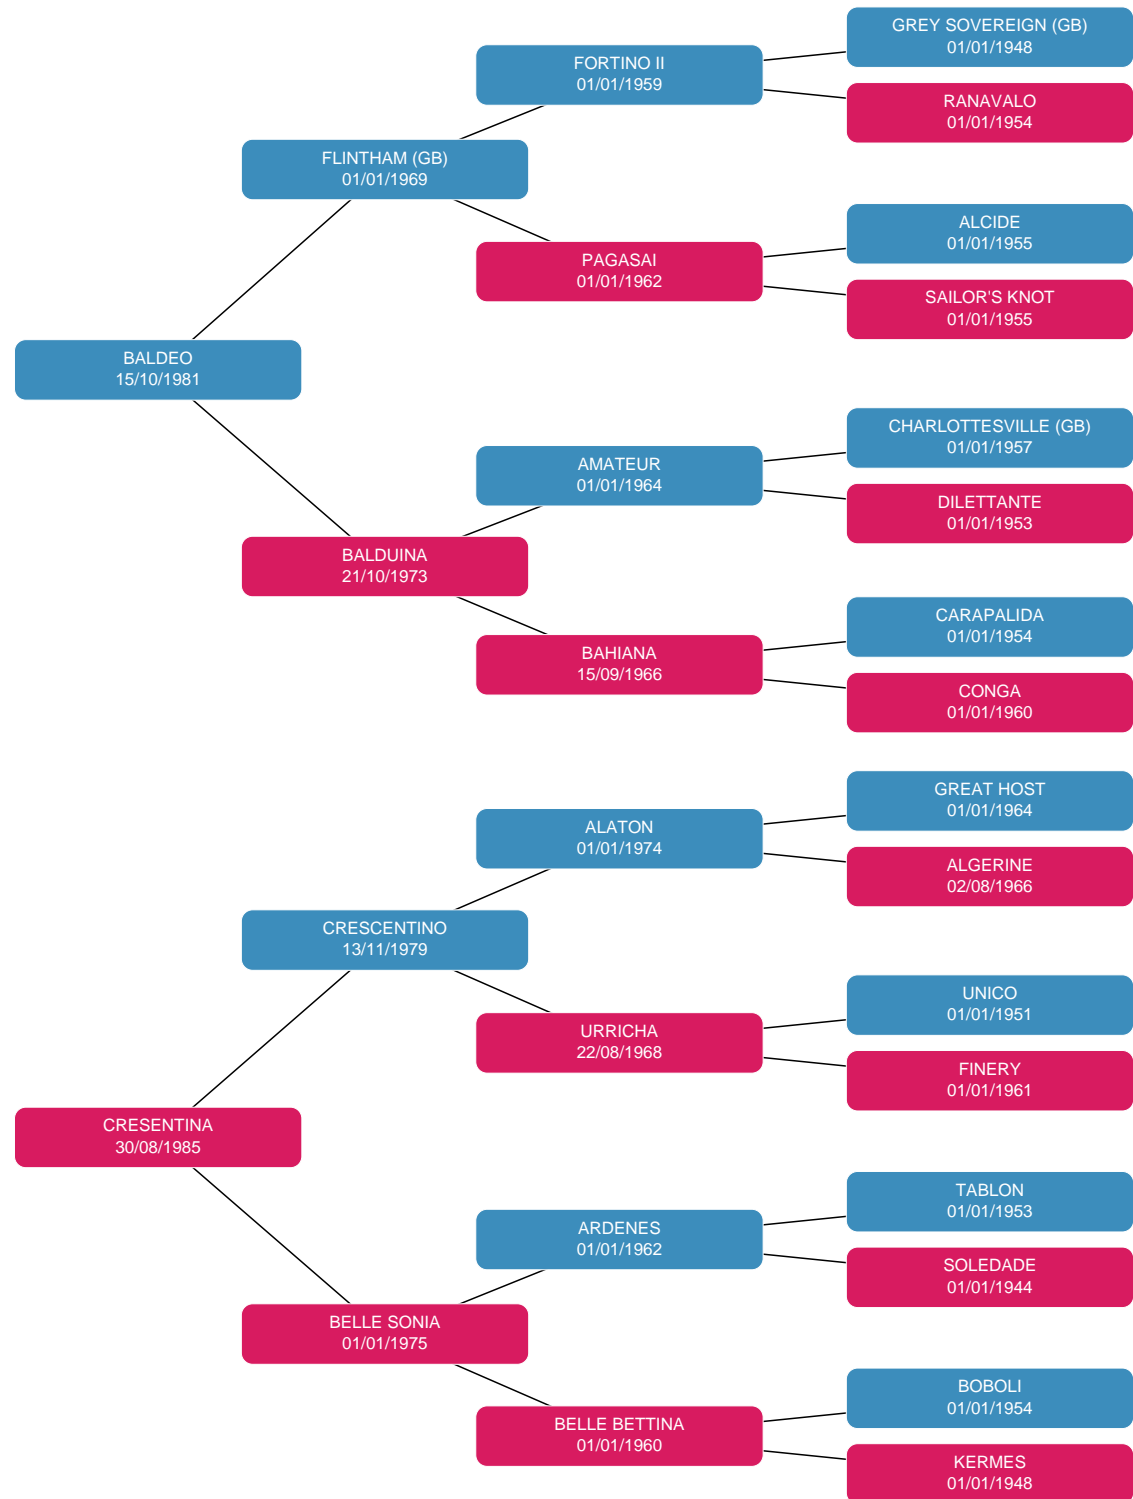 GREY SOVEREIGN (GB)
01/01/1948
FORTINO II
01/01/1959
RANAVALO
01/01/1954
FLINTHAM (GB)
01/01/1969
ALCIDE
01/01/1955
PAGASAI
01/01/1962
SAILOR'S KNOT
01/01/1955
BALDEO
15/10/1981
CHARLOTTESVILLE (GB)
01/01/1957
AMATEUR
01/01/1964
DILETTANTE
01/01/1953
BALDUINA
21/10/1973
CARAPALIDA
01/01/1954
BAHIANA
15/09/1966
CONGA
01/01/1960
GREAT HOST
01/01/1964
ALATON
01/01/1974
ALGERINE
02/08/1966
CRESCENTINO
13/11/1979
UNICO
01/01/1951
URRICHA
22/08/1968
FINERY
01/01/1961
CRESENTINA
30/08/1985
TABLON
01/01/1953
ARDENES
01/01/1962
SOLEDADE
01/01/1944
BELLE SONIA
01/01/1975
BOBOLI
01/01/1954
BELLE BETTINA
01/01/1960
KERMES
01/01/1948